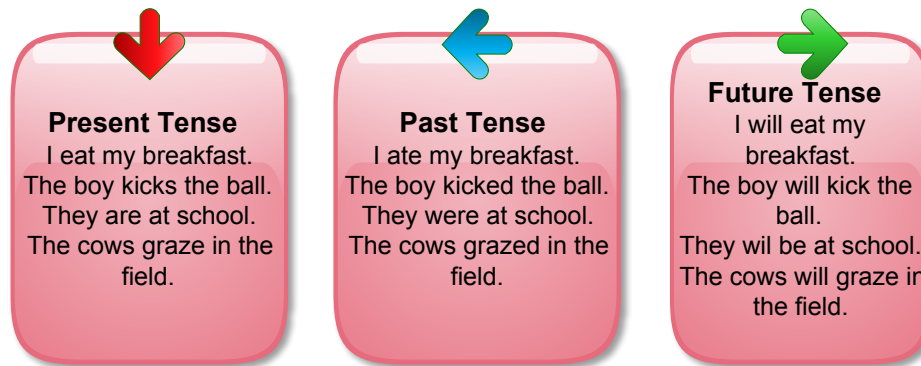 Present Tense
I eat my breakfast.
The boy kicks the ball.
They are at school.
The cows graze in the
field.
Past Tense
I ate my breakfast.
The boy kicked the ball.
They were at school.
The cows grazed in the
field.
Future Tense
I will eat my
breakfast.
The boy will kick the
ball.
They wil be at school.
The cows will graze in
the field.